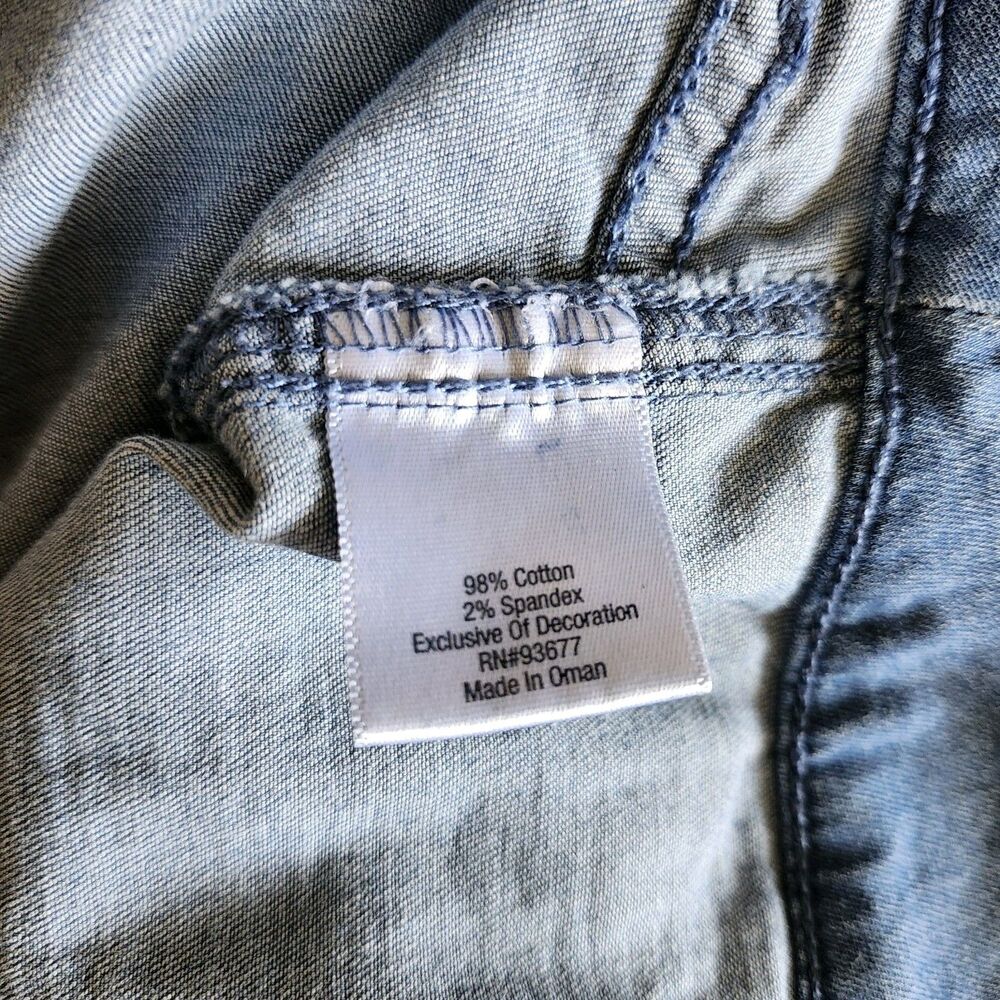 98% Cotton
2% Spandex
Exclusive Of Decoration
RN#93677
Made In Oman